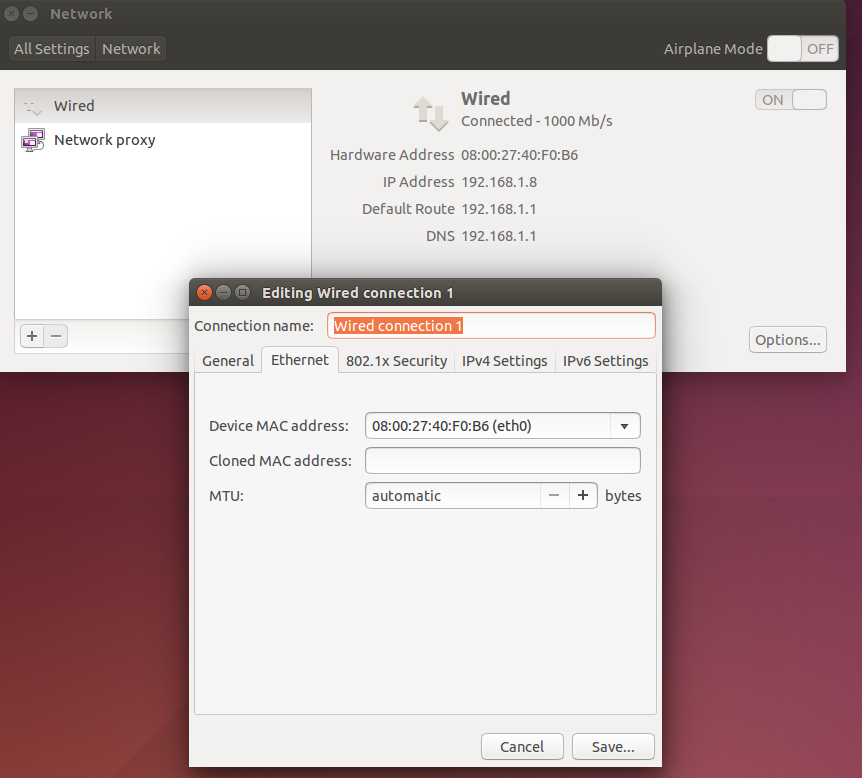 Network
All Settings Network Airplane Mode OFF
Wired
Network proxy
Wired ON
Connected - 1000 Mb/s
Hardware Address 08:00:27:40:F0:B6
IP Address 192.168.1.8
Default Route 192.168.1.1
DNS 192.168.1.1
Options...
Editing Wired connection 1
Connection name: Wired connection 1
General Ethernet 802.1x Security IPv4 Settings IPv6 Settings
Device MAC address: 08:00:27:40:F0:B6 (eth0)
Cloned MAC address:
MTU: automatic bytes
Cancel Save...